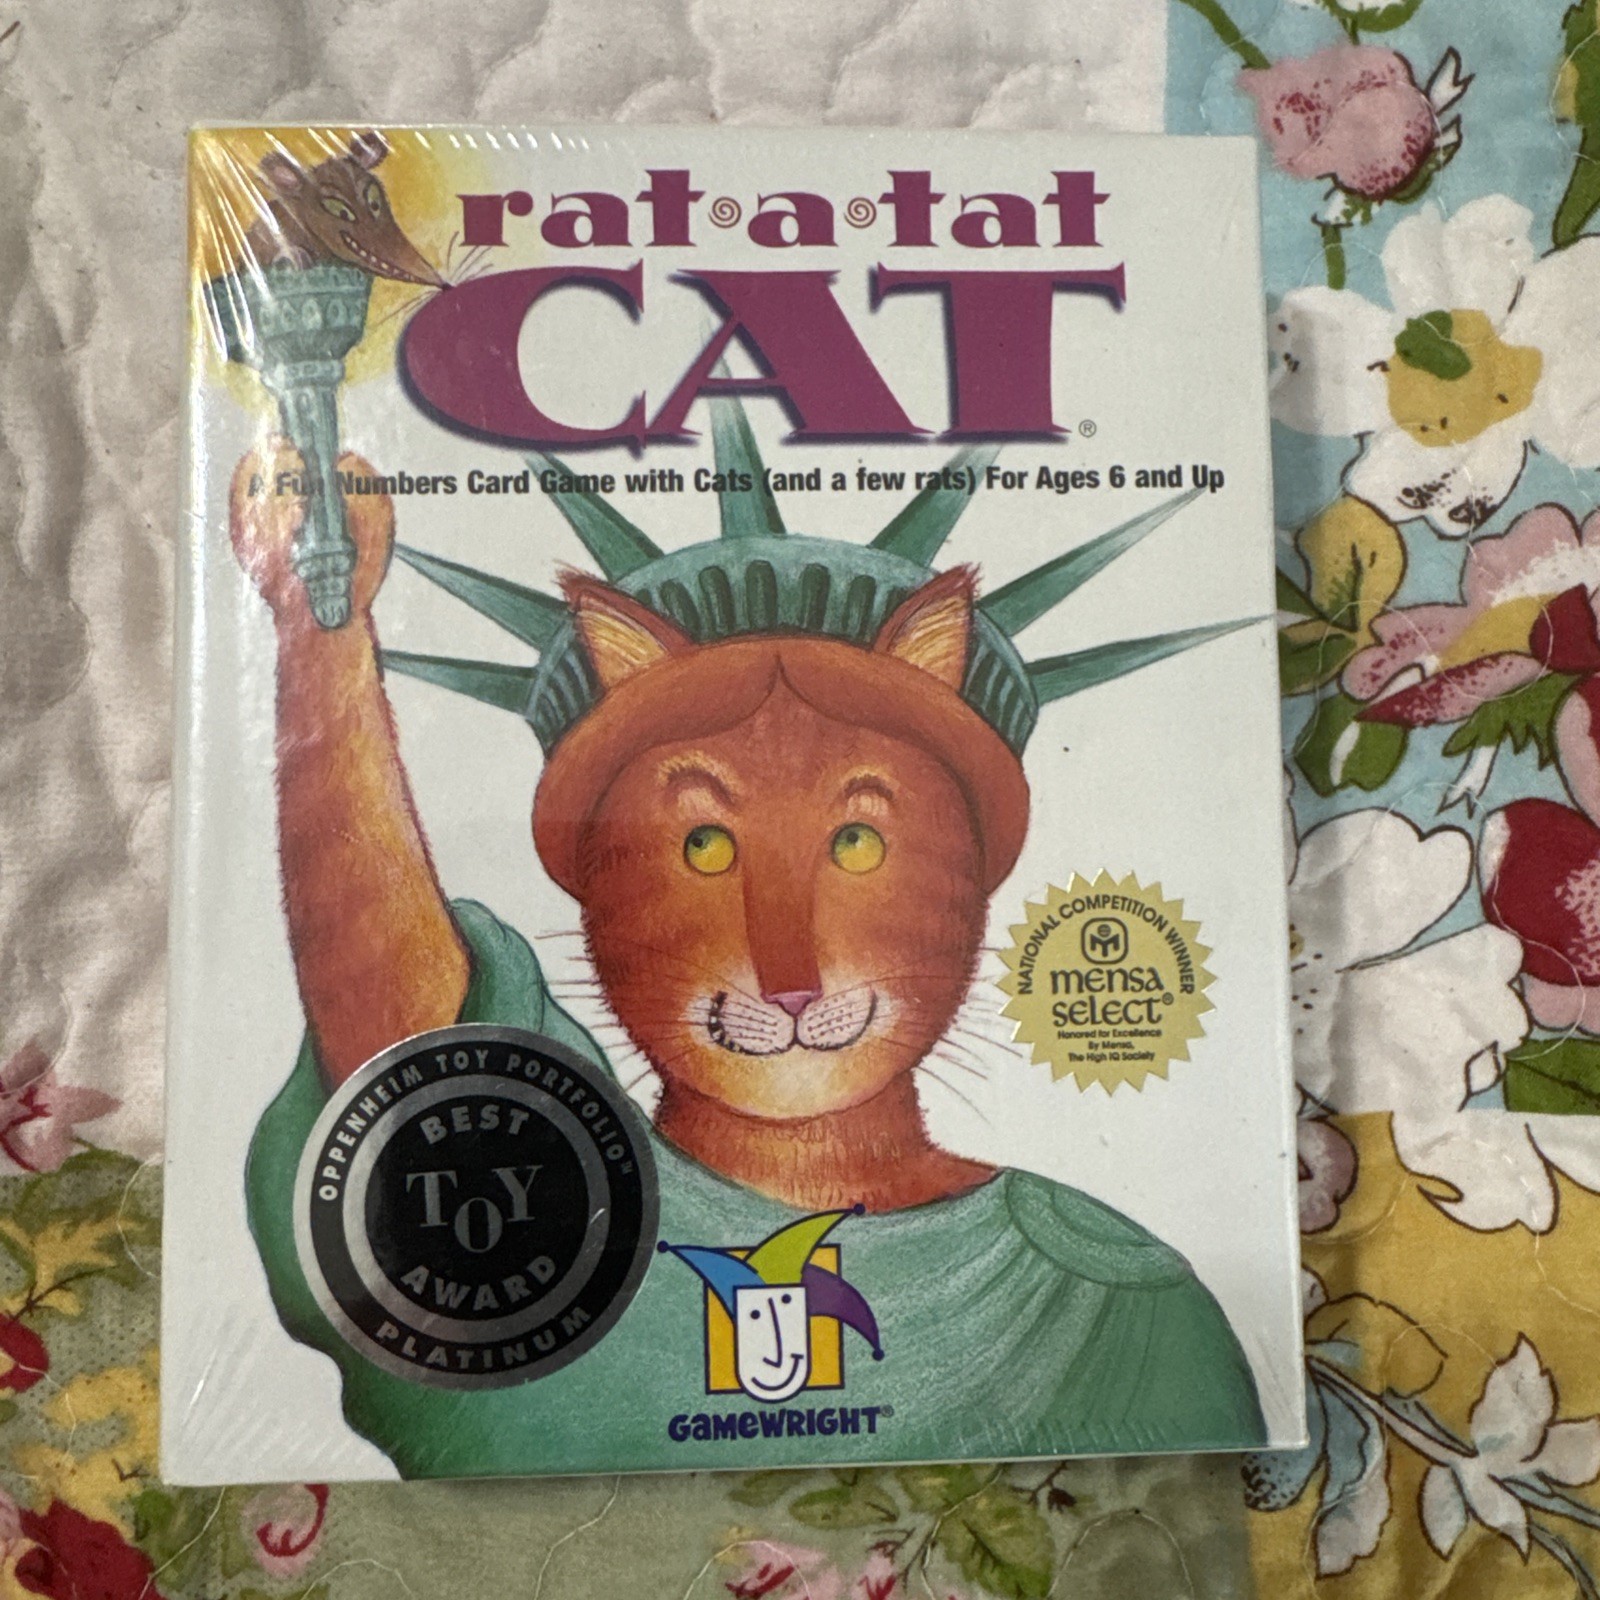 rat•a•tat
CAT®
A Fun Numbers Card Game with Cats (and a few rats) For Ages 6 and Up
NATIONAL COMPETITION WINNER
mensa
SELECT®
Honored for Excellence
By Mensa,
The High IQ Society
OPPENHEIM TOY PORTFOLIO™
BEST
TOY
AWARD
PLATINUM
GAMEWRIGHT®